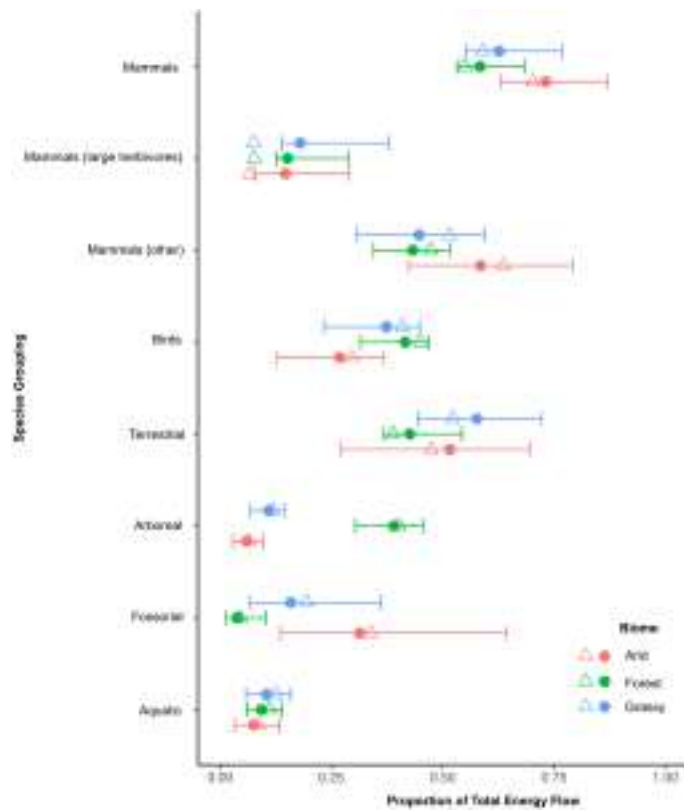 Mammals
Mammals (large herbivores)
Mammals (other)
Birds
Terrestrial
Arboreal
Fossorial
Aquatic
Species Grouping
Biome
Arid
Forest
Grassy
0.00 0.25 0.50 0.75 1.00
Proportion of Total Energy Flow